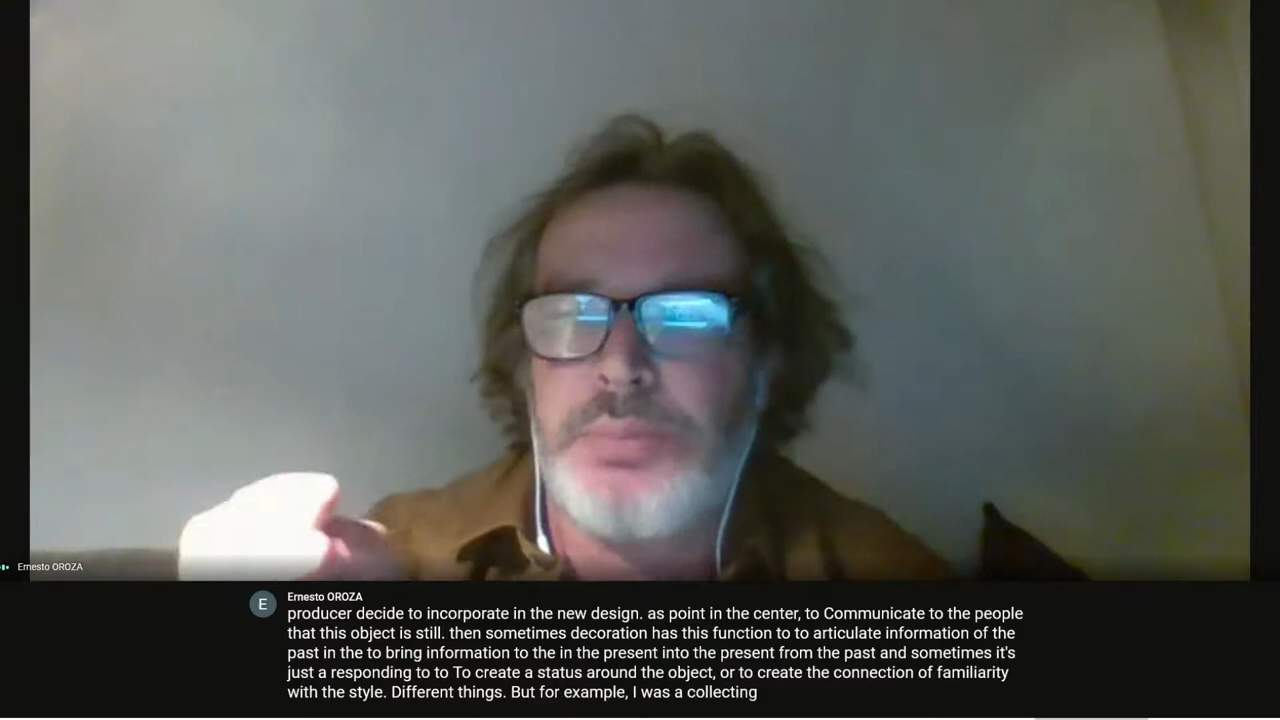 Ernesto OROZA
E
Ernesto OROZA
producer decide to incorporate in the new design. as point in the center, to Communicate to the people
that this object is still. then sometimes decoration has this function to to articulate information of the
past in the to bring information to the in the present into the present from the past and sometimes it's
just a responding to to To create a status around the object, or to create the connection of familiarity
with the style. Different things. But for example, I was a collecting